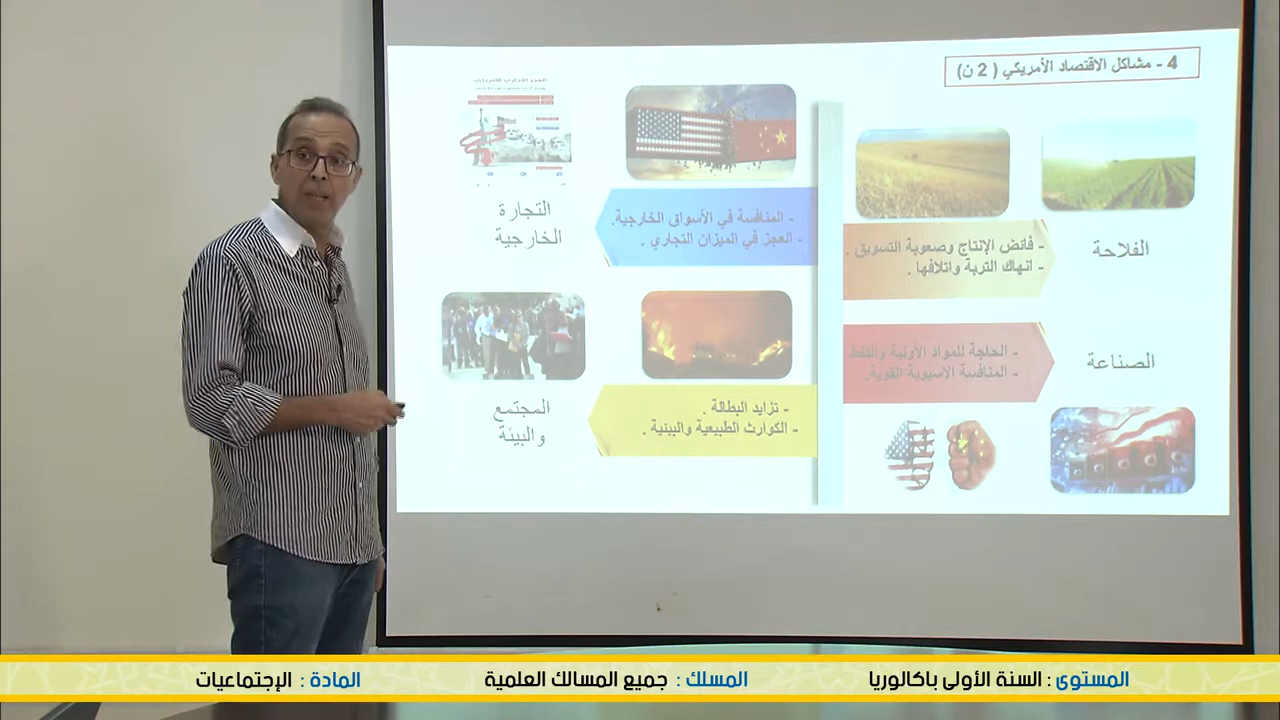 4 - مشاكل الاقتصاد الأمريكي ( 2 ن)
الفلاحة
- فائض الإنتاج وصعوبة التسويق .
- انهاك التربة واتلافها .
الصناعة
- الحاجة للمواد الأولية والنفط
- المنافسة الاسيوية القوية.
- المنافسة في الأسواق الخارجية.
- العجز في الميزان التجاري .
التجارة
الخارجية
- تزايد البطالة .
- الكوارث الطبيعية والبيئية .
المجتمع
والبيئة
المستوى : السنة الأولى باكالوريا
المسلك : جميع المسالك العلمية
المادة : الإجتماعيات